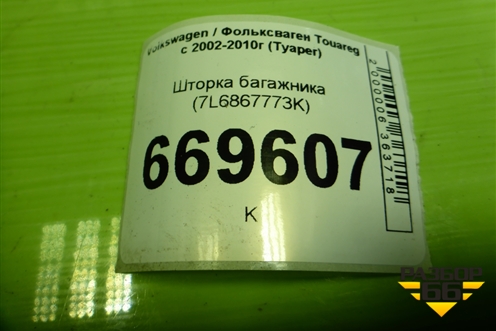 Volkswagen / Фольксваген Touareg
с 2002-2010г (Туарег)
Шторка багажника
(7L6867773K)
669607
К
2000006363718
РАЗБОР
66